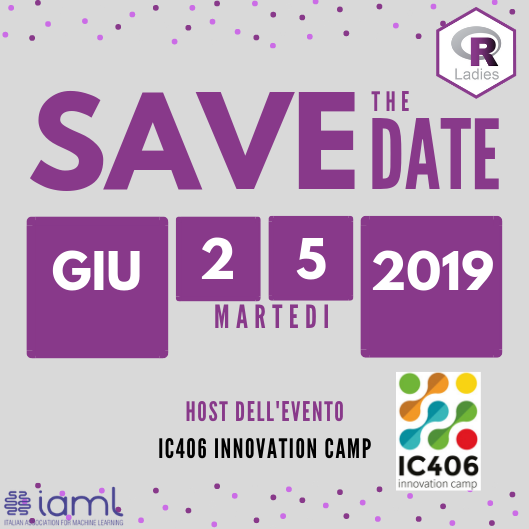 R
Ladies
SAVE THE DATE
GIU 2 5 2019
MARTEDI
HOST DELL'EVENTO
IC406 INNOVATION CAMP
IC406
innovation camp
iaml
ITALIAN ASSOCIATION FOR MACHINE LEARNING